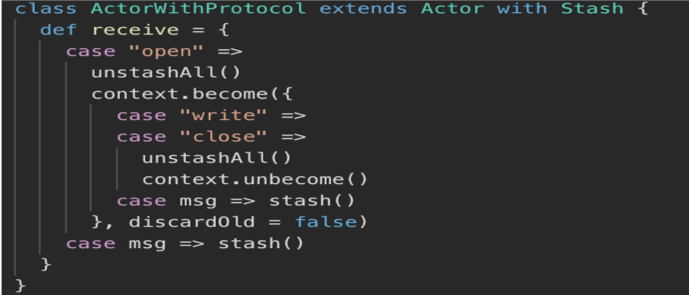 class ActorWithProtocol extends Actor with Stash {
  def receive = {
    case "open" =>
      unstashAll()
      context.become({
        case "write" =>
        case "close" =>
          unstashAll()
          context.unbecome()
        case msg => stash()
      }, discardOld = false)
    case msg => stash()
  }
}